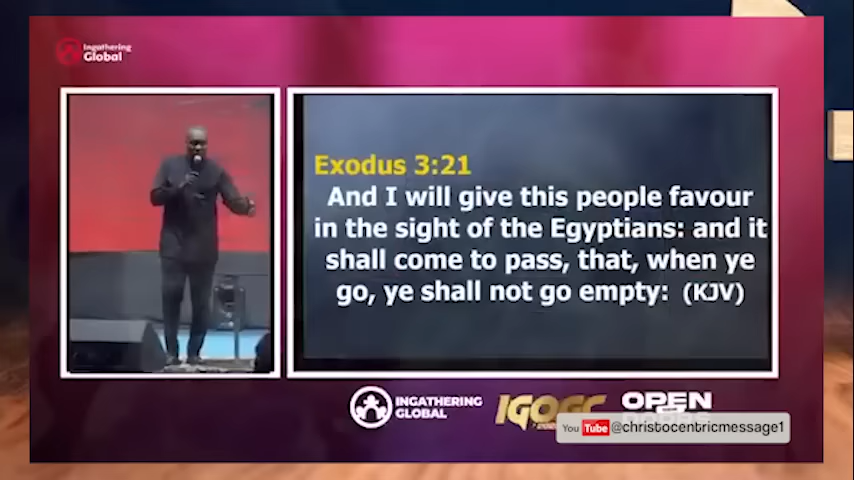 Ingathering
Global
Exodus 3:21
And I will give this people favour
in the sight of the Egyptians: and it
shall come to pass, that, when ye
go, ye shall not go empty: (KJV)
INGATHERING
GLOBAL
OPEN
You Tube @christocentricmessage1